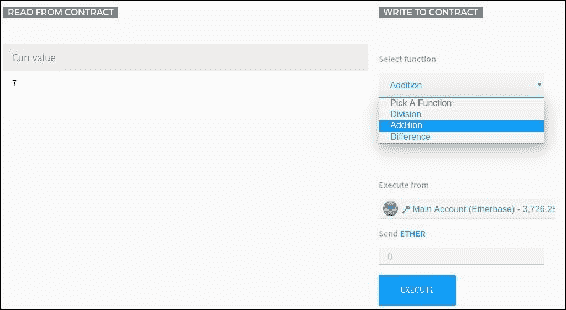 READ FROM CONTRACT
Curr value
7
WRITE TO CONTRACT
Select function
Addition
Pick A Function
Division
Addition
Difference
Execute from
Main Account (Etherbase) - 3,726.2
Send ETHER
0
EXECUTE